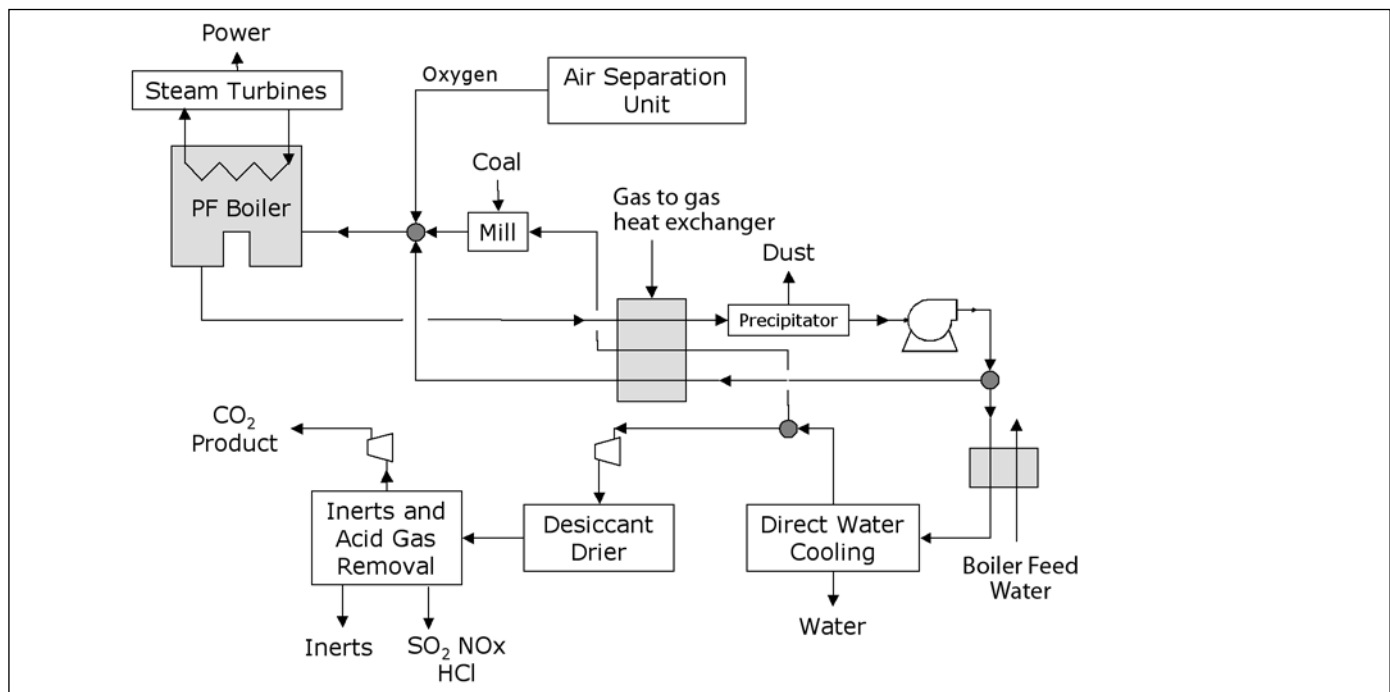 Power
Steam Turbines
Oxygen
Air Separation
Unit
PF Boiler
Coal
Mill
Gas to gas
heat exchanger
Dust
Precipitator
CO₂
Product
Inerts and
Acid Gas
Removal
Desiccant
Drier
Direct Water
Cooling
Boiler Feed
Water
Water
Inerts
SO₂ NOx
HCl